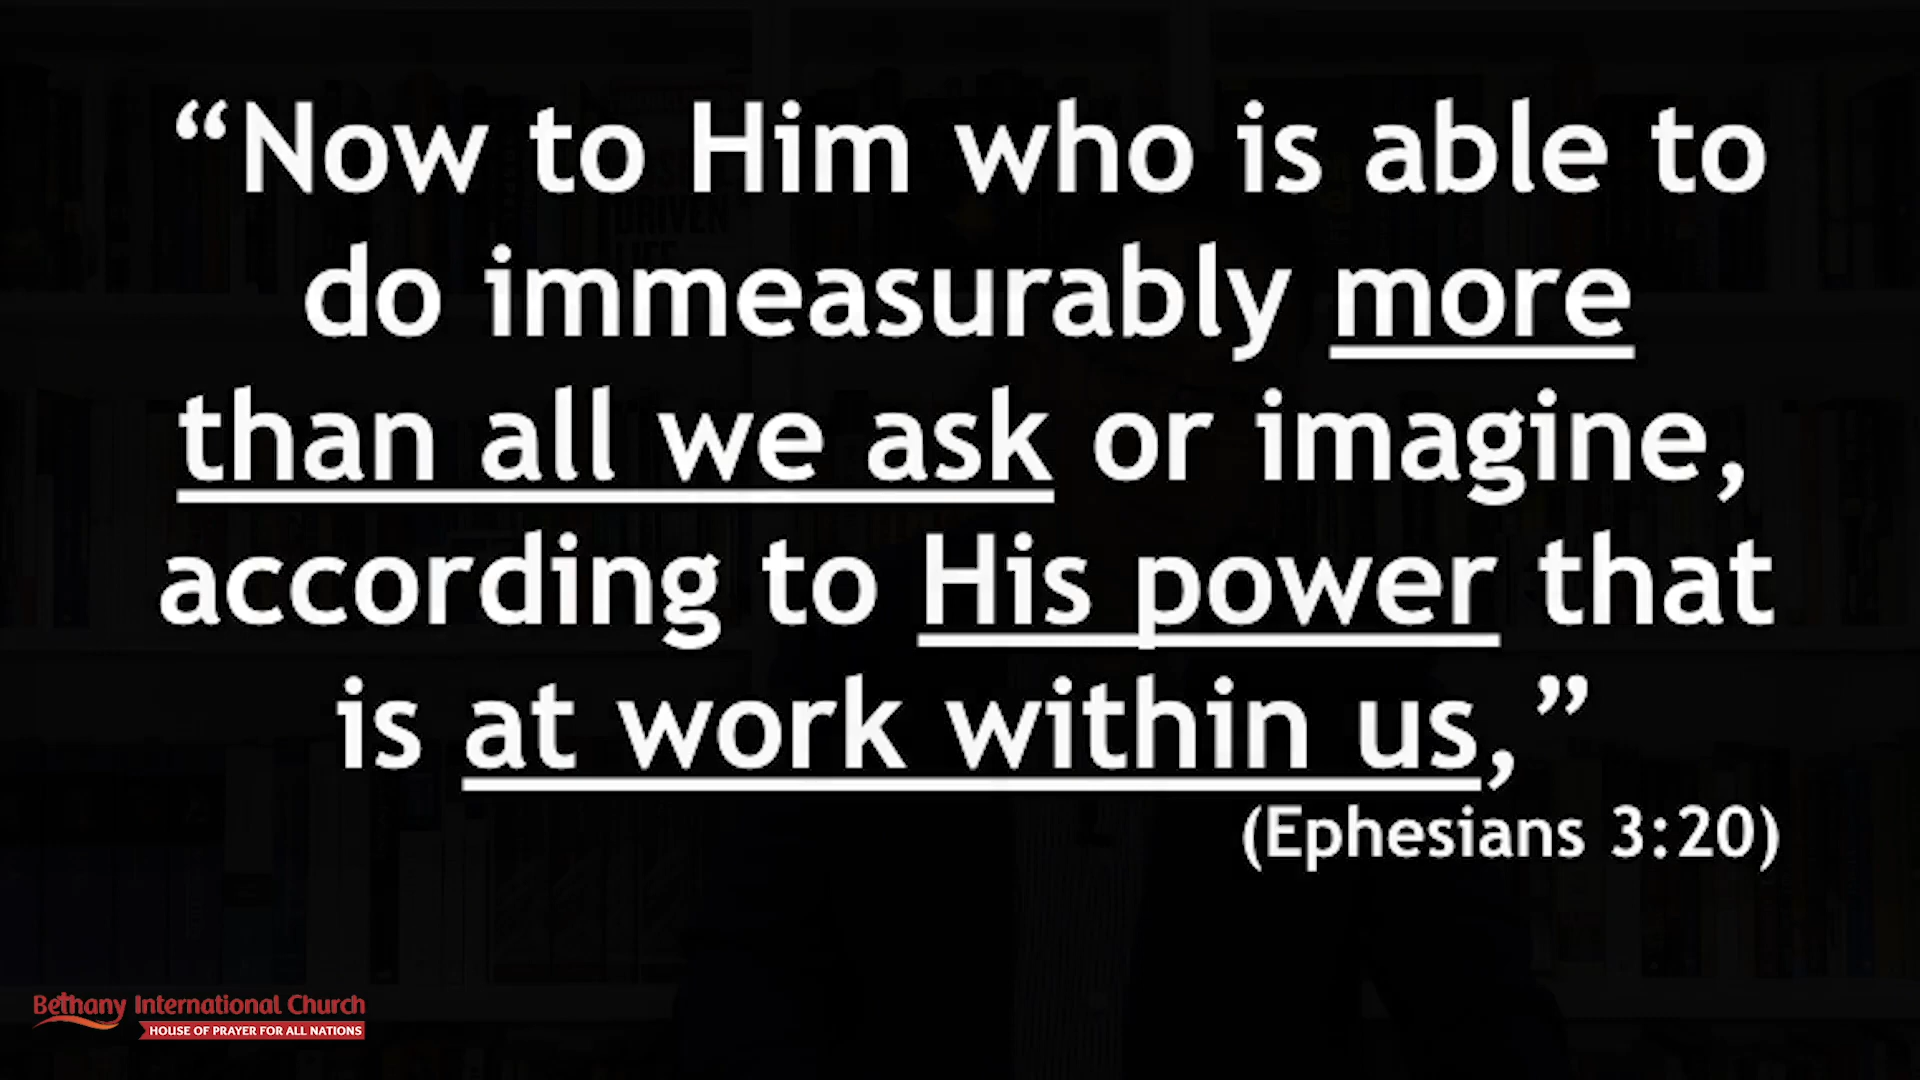 “Now to Him who is able to
do immeasurably more
than all we ask or imagine,
according to His power that
is at work within us,”
(Ephesians 3:20)
Bethany International Church
HOUSE OF PRAYER FOR ALL NATIONS
DRIVEN
LIFE